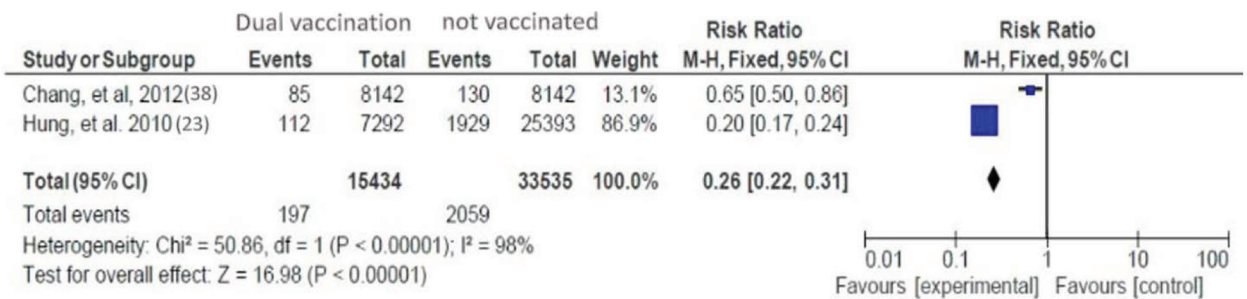 Dual vaccination not vaccinated Risk Ratio Risk Ratio
Study or Subgroup Events Total Events Total Weight M-H, Fixed, 95% CI M-H, Fixed, 95% CI
Chang, et al, 2012(38) 85 8142 130 8142 13.1% 0.65 [0.50, 0.86]
Hung, et al. 2010 (23) 112 7292 1929 25393 86.9% 0.20 [0.17, 0.24]
Total (95% CI) 15434 33535 100.0% 0.26 [0.22, 0.31]
Total events 197 2059
Heterogeneity: Chi² = 50.86, df = 1 (P < 0.00001); I² = 98%
Test for overall effect: Z = 16.98 (P < 0.00001)
0.01 0.1 1 10 100
Favours [experimental] Favours [control]